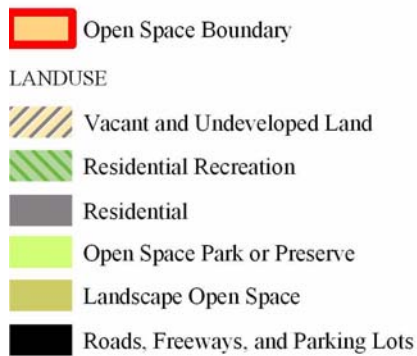 Open Space Boundary
LANDUSE
Vacant and Undeveloped Land
Residential Recreation
Residential
Open Space Park or Preserve
Landscape Open Space
Roads, Freeways, and Parking Lots